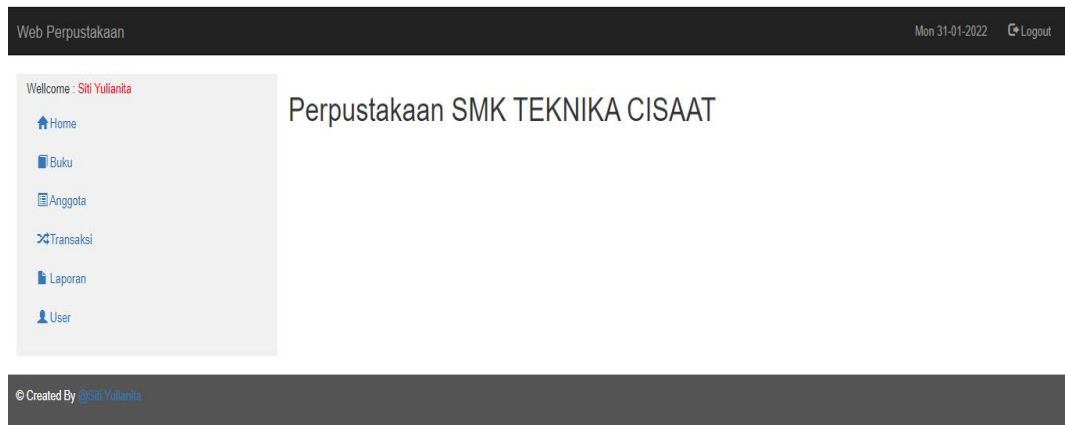 Web Perpustakaan
Mon 31-01-2022 Logout
Wellcome : Siti Yulianita
Home
Buku
Anggota
Transaksi
Laporan
User
Perpustakaan SMK TEKNIKA CISAAT
© Created By @Siti Yulianita